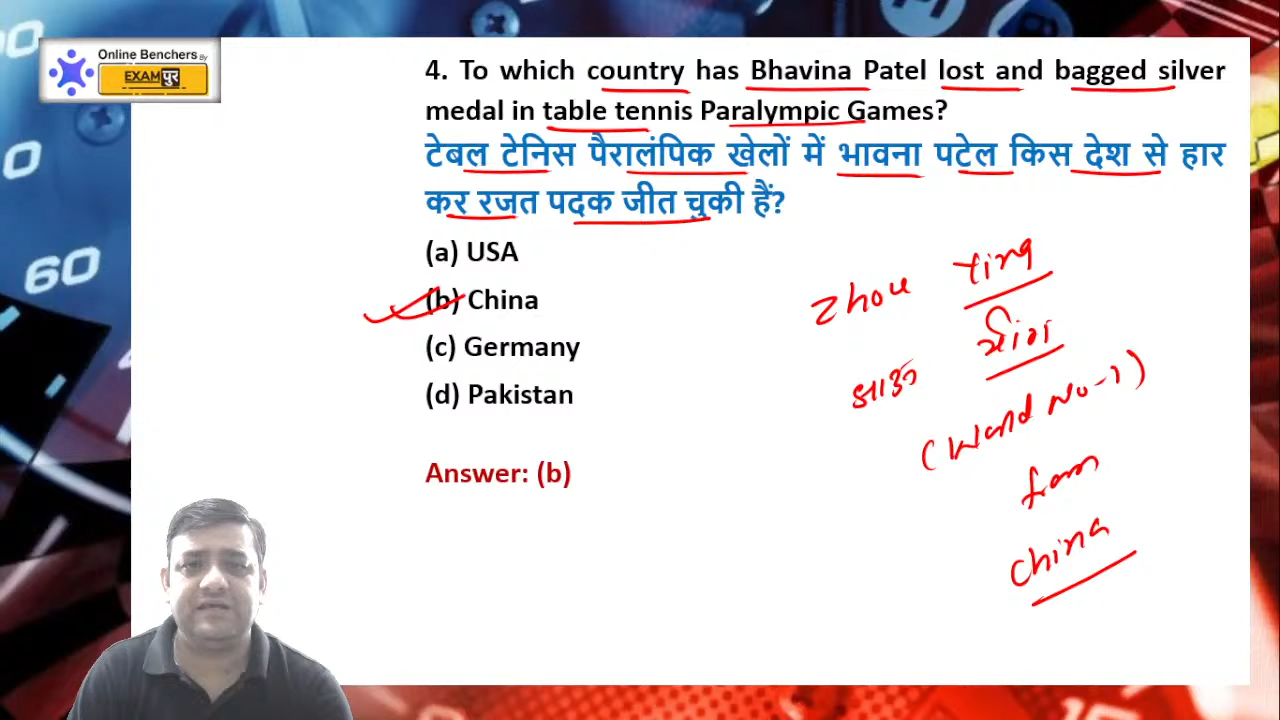 Online Benchers By
EXAMपुर
4. To which country has Bhavina Patel lost and bagged silver
medal in table tennis Paralympic Games?
टेबल टेनिस पैरालंपिक खेलों में भावना पटेल किस देश से हार
कर रजत पदक जीत चुकी हैं?
(a) USA
(b) China
(c) Germany
(d) Pakistan
Answer: (b)
Zhou Ying
झाऊ
(World No-1)
from
China
60